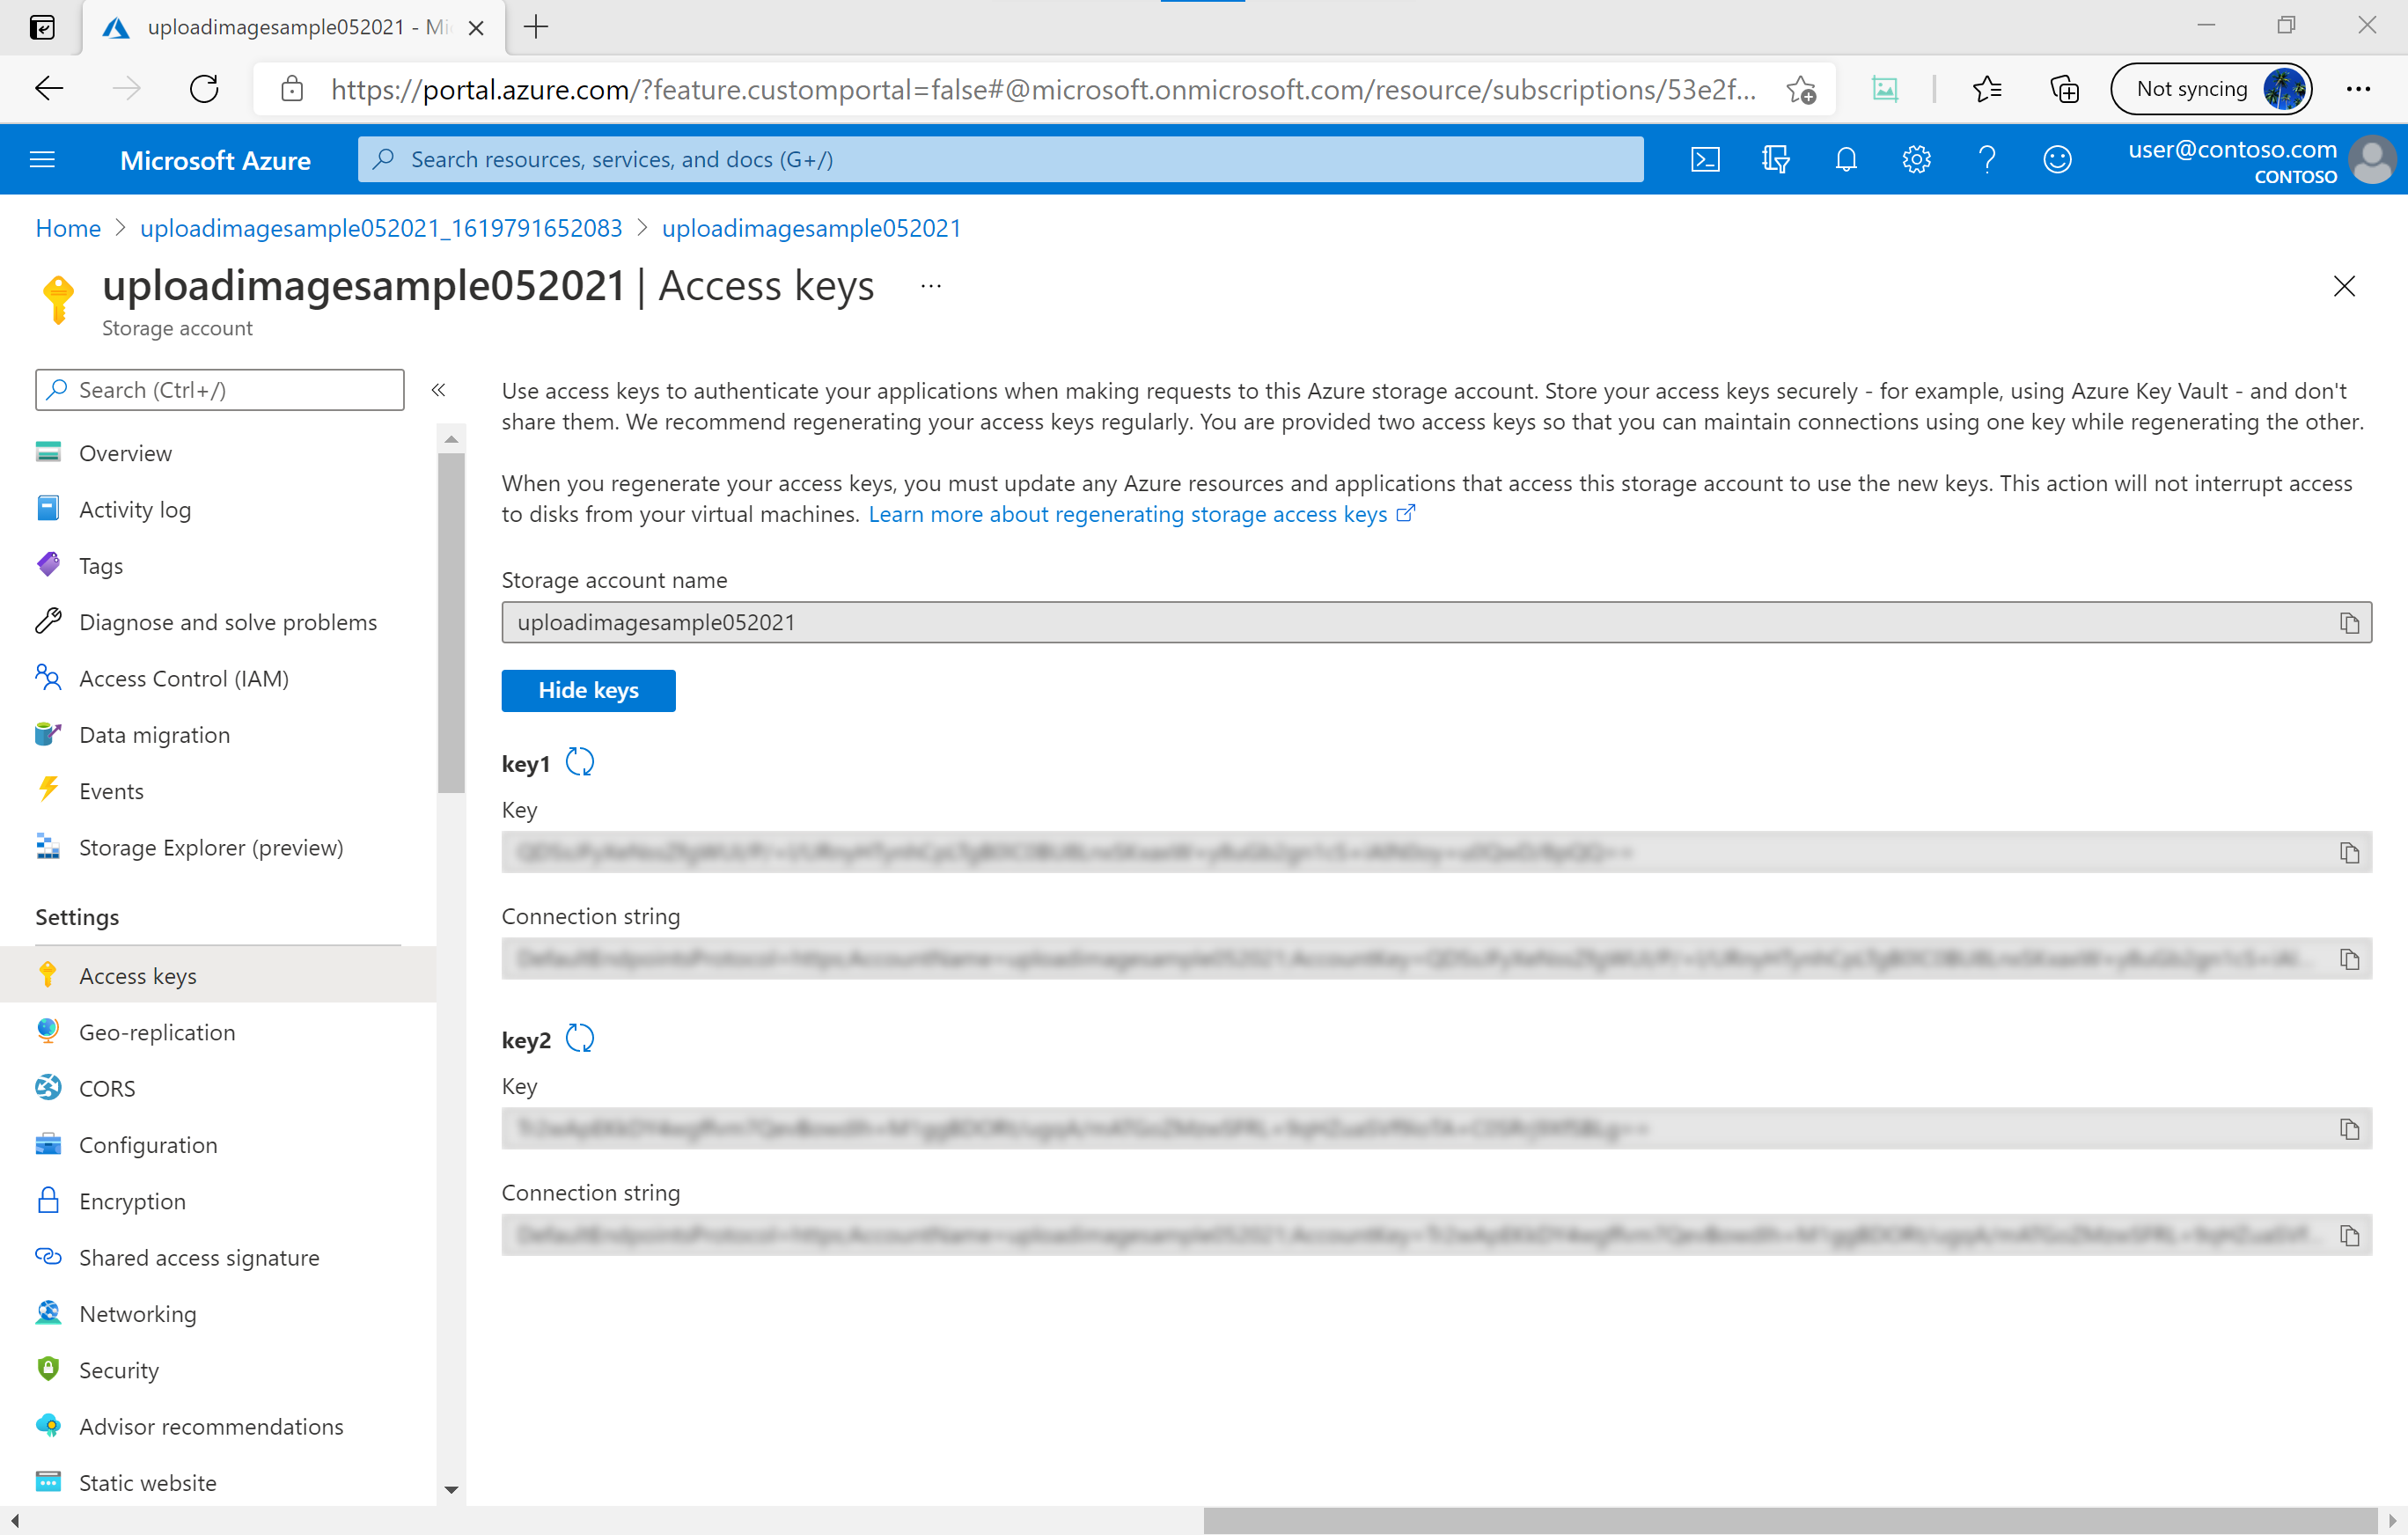 uploadimagesample052021 - Mi
https://portal.azure.com/?feature.customportal=false#@microsoft.onmicrosoft.com/resource/subscriptions/53e2f...
Not syncing
Microsoft Azure
Search resources, services, and docs (G+/)
user@contoso.com
CONTOSO
Home > uploadimagesample052021_1619791652083 > uploadimagesample052021
uploadimagesample052021 | Access keys ...
Storage account
Search (Ctrl+/)
Overview
Activity log
Tags
Diagnose and solve problems
Access Control (IAM)
Data migration
Events
Storage Explorer (preview)
Settings
Access keys
Geo-replication
CORS
Configuration
Encryption
Shared access signature
Networking
Security
Advisor recommendations
Static website
Use access keys to authenticate your applications when making requests to this Azure storage account. Store your access keys securely - for example, using Azure Key Vault - and don't
share them. We recommend regenerating your access keys regularly. You are provided two access keys so that you can maintain connections using one key while regenerating the other.
When you regenerate your access keys, you must update any Azure resources and applications that access this storage account to use the new keys. This action will not interrupt access
to disks from your virtual machines. Learn more about regenerating storage access keys
Storage account name
uploadimagesample052021
Hide keys
key1
Key
Connection string
key2
Key
Connection string